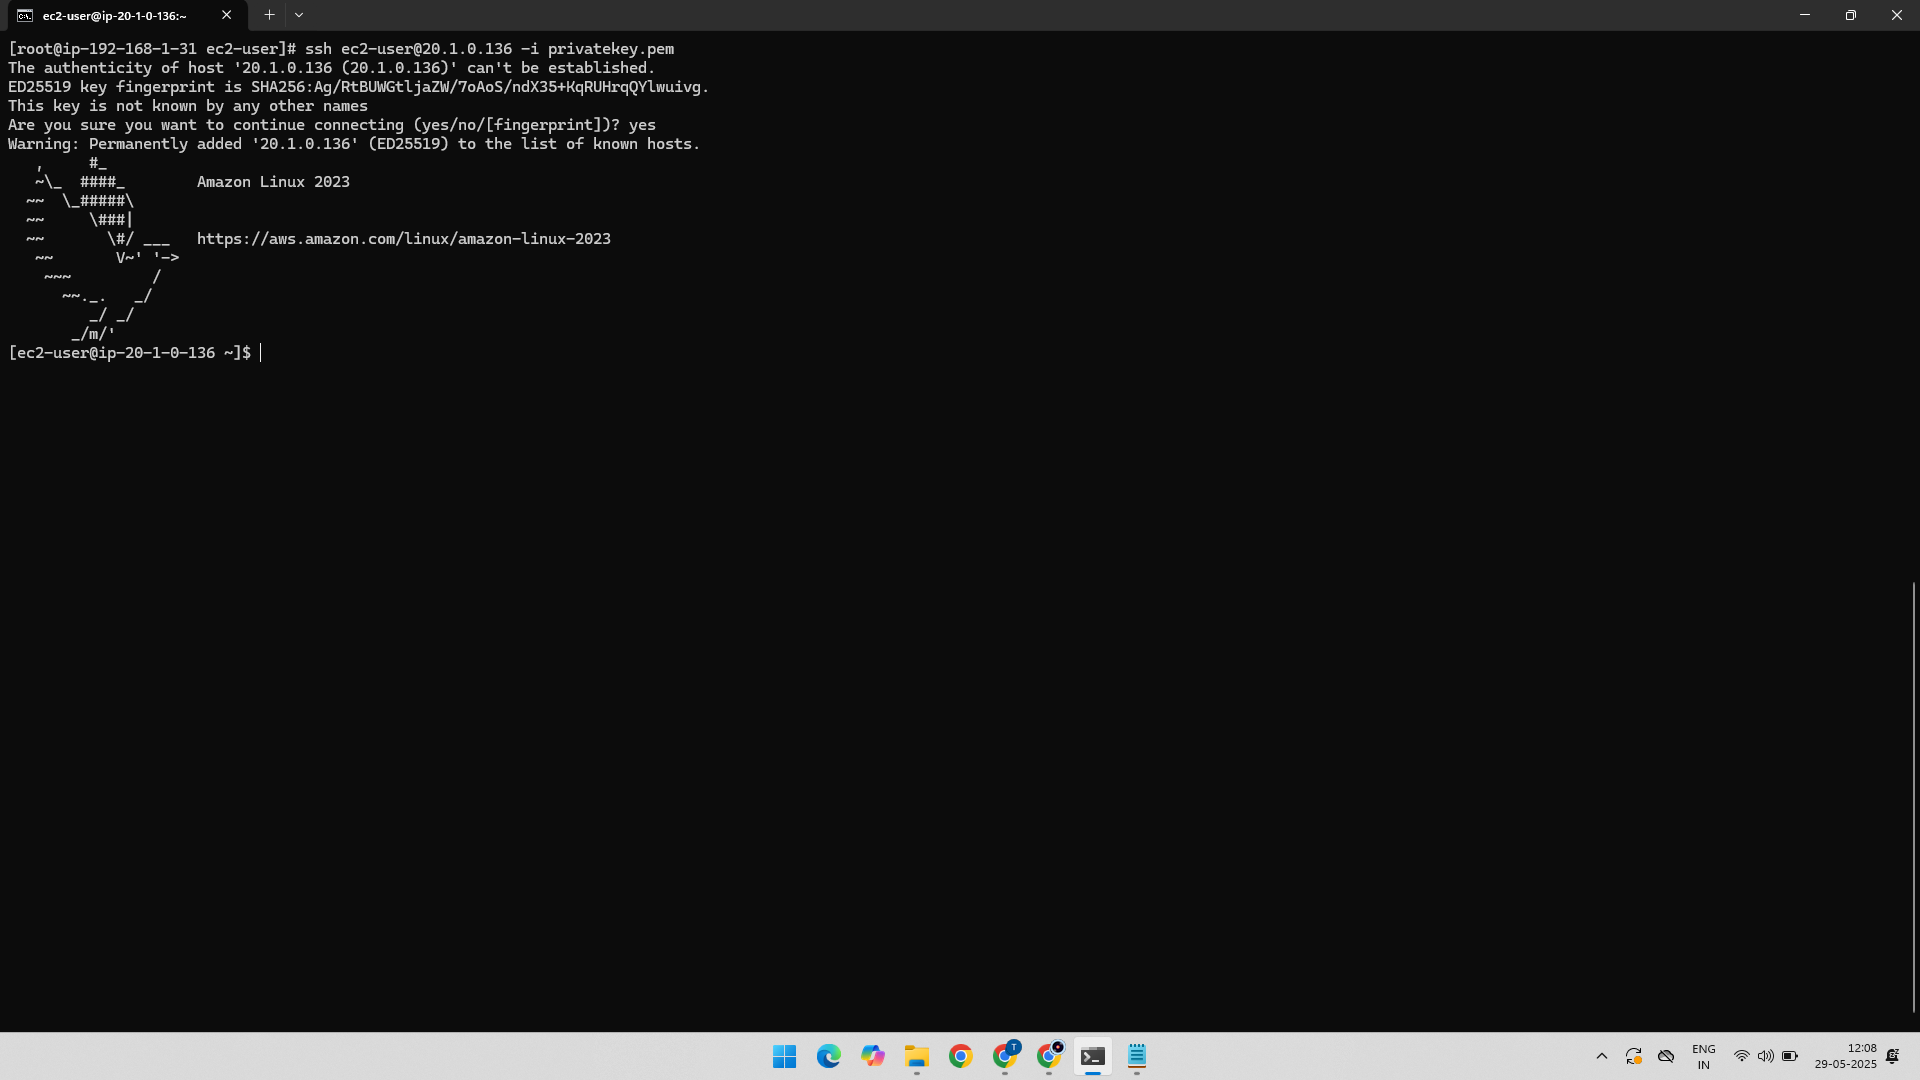 ec2-user@ip-20-1-0-136:~
[root@ip-192-168-1-31 ec2-user]# ssh ec2-user@20.1.0.136 -i privatekey.pem
The authenticity of host '20.1.0.136 (20.1.0.136)' can't be established.
ED25519 key fingerprint is SHA256:Ag/RtBUWGtljaZW/7oAoS/ndX35+KqRUHrqQYlwuivg.
This key is not known by any other names
Are you sure you want to continue connecting (yes/no/[fingerprint])? yes
Warning: Permanently added '20.1.0.136' (ED25519) to the list of known hosts.
   ,     #_
   ~\_  ####_        Amazon Linux 2023
  ~~  \_#####\
  ~~     \###|
  ~~       \#/ ___   https://aws.amazon.com/linux/amazon-linux-2023
   ~~       V~' '->
    ~~~         /
      ~~._.   _/
         _/ _/
       _/m/'
[ec2-user@ip-20-1-0-136 ~]$
T
ENG
IN
12:08
29-05-2025